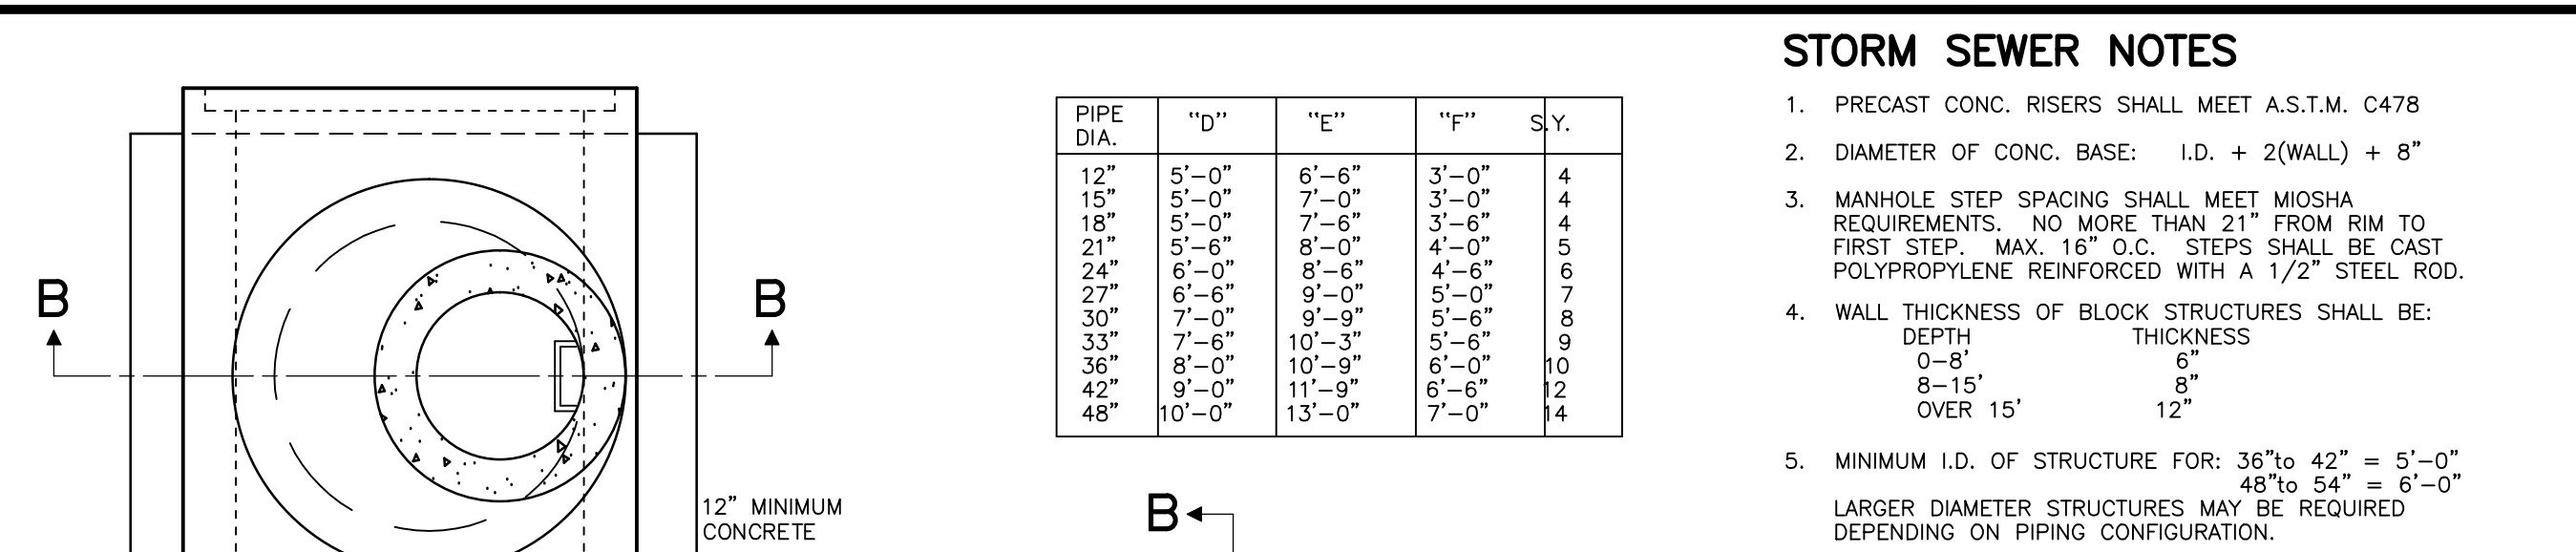 B
B
12” MINIMUM
CONCRETE
PIPE DIA. “D” “E” “F” S.Y.
12” 5’–0” 6’–6” 3’–0” 4
15” 5’–0” 7’–0” 3’–0” 4
18” 5’–0” 7’–6” 3’–6” 4
21” 5’–6” 8’–0” 4’–0” 5
24” 6’–0” 8’–6” 4’–6” 6
27” 6’–6” 9’–0” 5’–0” 7
30” 7’–0” 9’–9” 5’–6” 8
33” 7’–6” 10’–3” 5’–6” 9
36” 8’–0” 10’–9” 6’–0” 10
42” 9’–0” 11’–9” 6’–6” 12
48” 10’–0” 13’–0” 7’–0” 14
B
STORM SEWER NOTES
1. PRECAST CONC. RISERS SHALL MEET A.S.T.M. C478
2. DIAMETER OF CONC. BASE: I.D. + 2(WALL) + 8”
3. MANHOLE STEP SPACING SHALL MEET MIOSHA
REQUIREMENTS. NO MORE THAN 21” FROM RIM TO
FIRST STEP. MAX. 16” O.C. STEPS SHALL BE CAST
POLYPROPYLENE REINFORCED WITH A 1/2” STEEL ROD.
4. WALL THICKNESS OF BLOCK STRUCTURES SHALL BE:
DEPTH THICKNESS
0–8’ 6”
8–15’ 8”
OVER 15’ 12”
5. MINIMUM I.D. OF STRUCTURE FOR: 36”to 42” = 5’–0”
48”to 54” = 6’–0”
LARGER DIAMETER STRUCTURES MAY BE REQUIRED
DEPENDING ON PIPING CONFIGURATION.